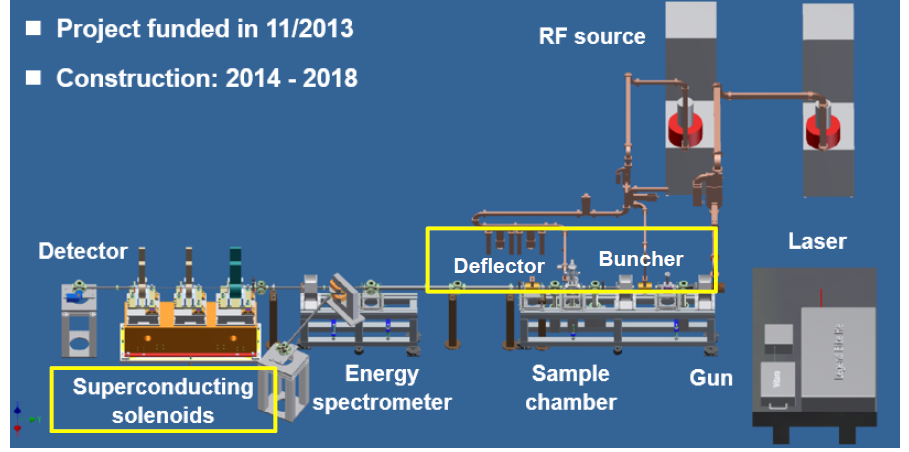 Project funded in 11/2013
Construction: 2014 - 2018
RF source
Detector
Deflector
Buncher
Laser
Superconducting
solenoids
Energy
spectrometer
Sample
chamber
Gun